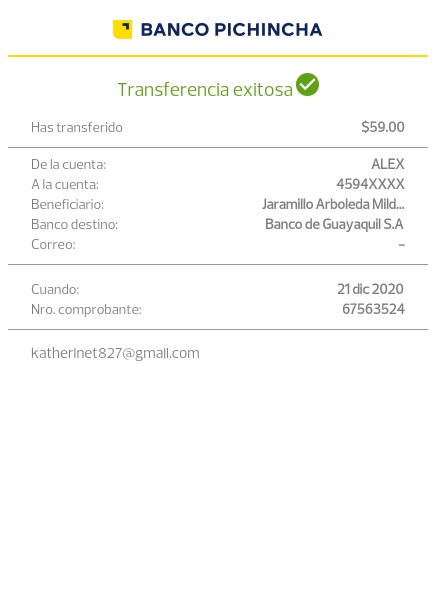 BANCO PICHINCHA
Transferencia exitosa
Has transferido $59.00
De la cuenta: ALEX
A la cuenta: 4594XXXX
Beneficiario: Jaramillo Arboleda Mild...
Banco destino: Banco de Guayaquil S.A
Correo: -
Cuando: 21 dic 2020
Nro. comprobante: 67563524
katherinet827@gmail.com